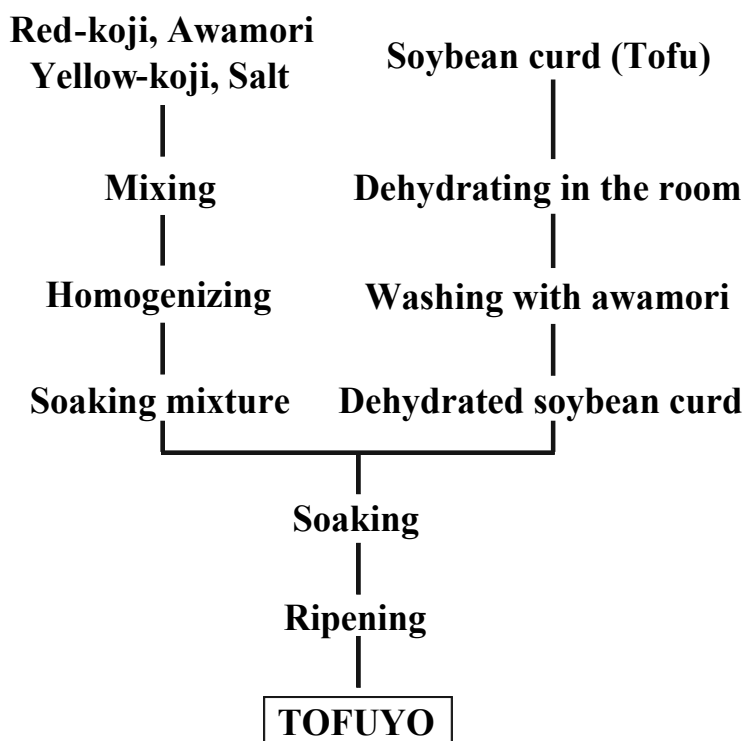 Red-koji, Awamori
Yellow-koji, Salt
Mixing
Homogenizing
Soaking mixture
Soybean curd (Tofu)
Dehydrating in the room
Washing with awamori
Dehydrated soybean curd
Soaking
Ripening
TOFUYO